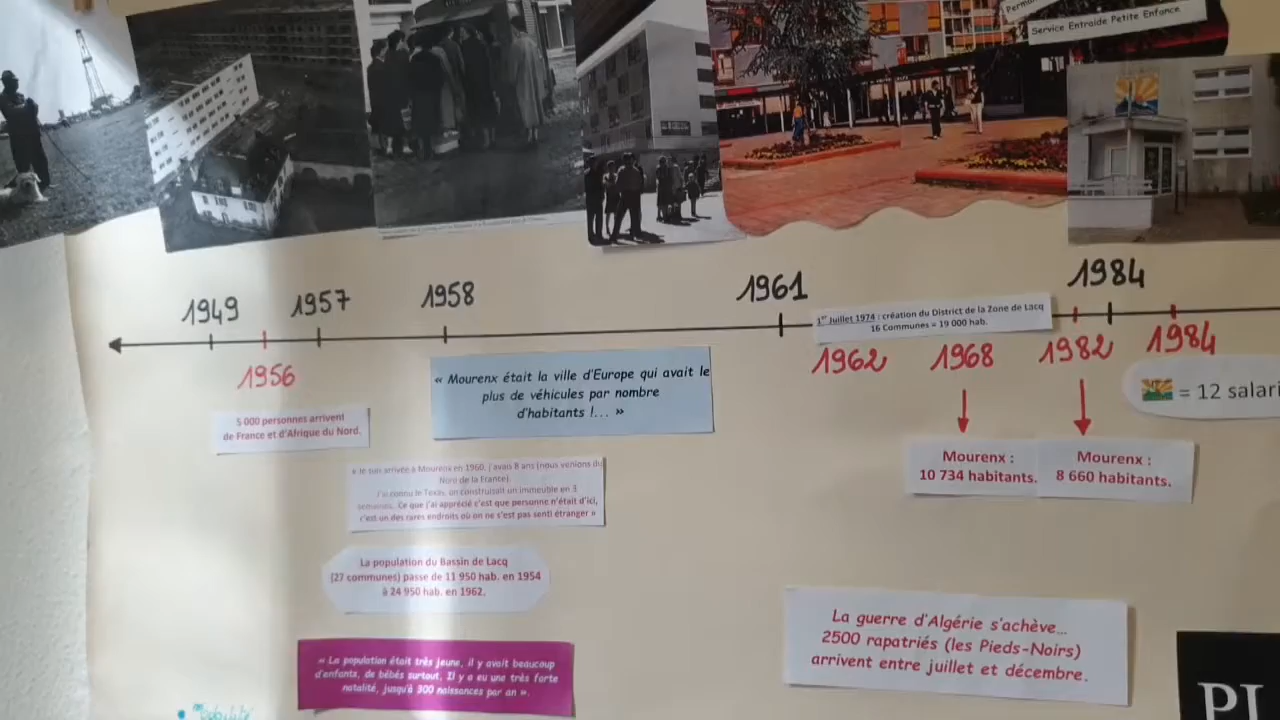 Service Entraide Petite Enfance
1949
1957
1958
1961
1984
1er Juillet 1974 : création du District de la Zone de Lacq
16 Communes = 19 000 hab.
1956
1962
1968
1982
1984
« Mourenx était la ville d'Europe qui avait le
plus de véhicules par nombre
d'habitants !... »
= 12 salari
5 000 personnes arrivent
de France et d'Afrique du Nord.
Mourenx :
10 734 habitants.
Mourenx :
8 660 habitants.
« Je suis arrivée à Mourenx en 1960, j'avais 8 ans (nous venions du
Nord de la France).
J'ai connu le Texas, on construisait un immeuble en 3
semaines. Ce que j'ai apprécié c'est que personne n'était d'ici,
c'est un des rares endroits où on ne s'est pas senti étranger »
La population du Bassin de Lacq
(27 communes) passe de 11 950 hab. en 1954
à 24 950 hab. en 1962.
La guerre d'Algérie s'achève...
2500 rapatriés (les Pieds-Noirs)
arrivent entre juillet et décembre.
« La population était très jeune, il y avait beaucoup
d'enfants, de bébés surtout. Il y a eu une très forte
natalité, jusqu'à 300 naissances par an ».
PI